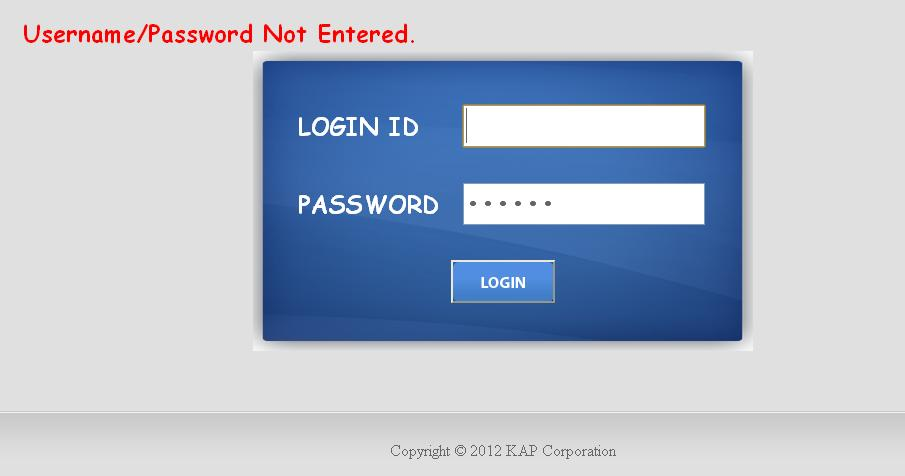 Username/Password Not Entered.
LOGIN ID
PASSWORD
••••••
LOGIN
Copyright © 2012 KAP Corporation